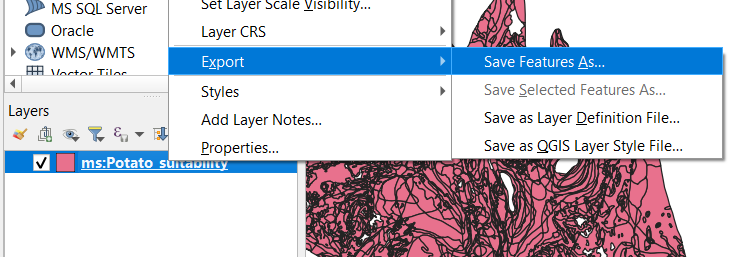 MS SQL Server
Oracle
WMS/WMTS
Vector Tiles
Set Layer Scale Visibility...
Layer CRS
Export
Styles
Add Layer Notes...
Properties...
Save Features As...
Save Selected Features As...
Save as Layer Definition File...
Save as QGIS Layer Style File...
Layers
ms:Potato suitability